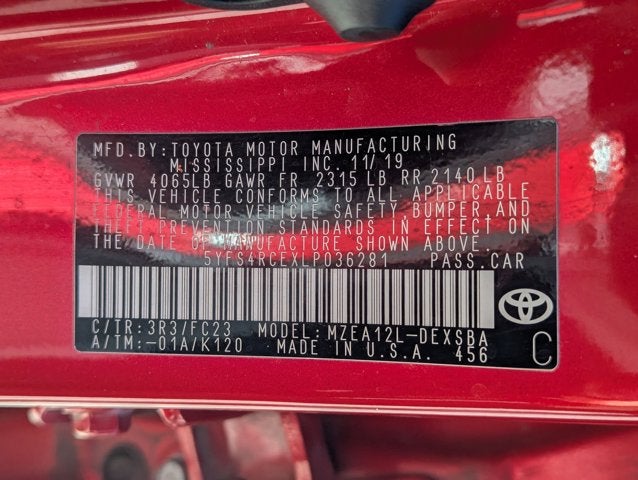 MFD.BY:TOYOTA MOTOR MANUFACTURING
MISSISSIPPI INC. 11/19
GVWR 4065LB GAWR FR 2315 LB RR 2140 LB
THIS VEHICLE CONFORMS TO ALL APPLICABLE
FEDERAL MOTOR VEHICLE SAFETY, BUMPER, AND
THEFT PREVENTION STANDARDS IN EFFECT ON
THE DATE OF MANUFACTURE SHOWN ABOVE.
5YFS4RCEXLP036281 PASS.CAR
C/TR:3R3/FC23 MODEL:MZEA12L-DEXSBA
A/TM:-01A/K120 MADE IN U.S.A. 456
C